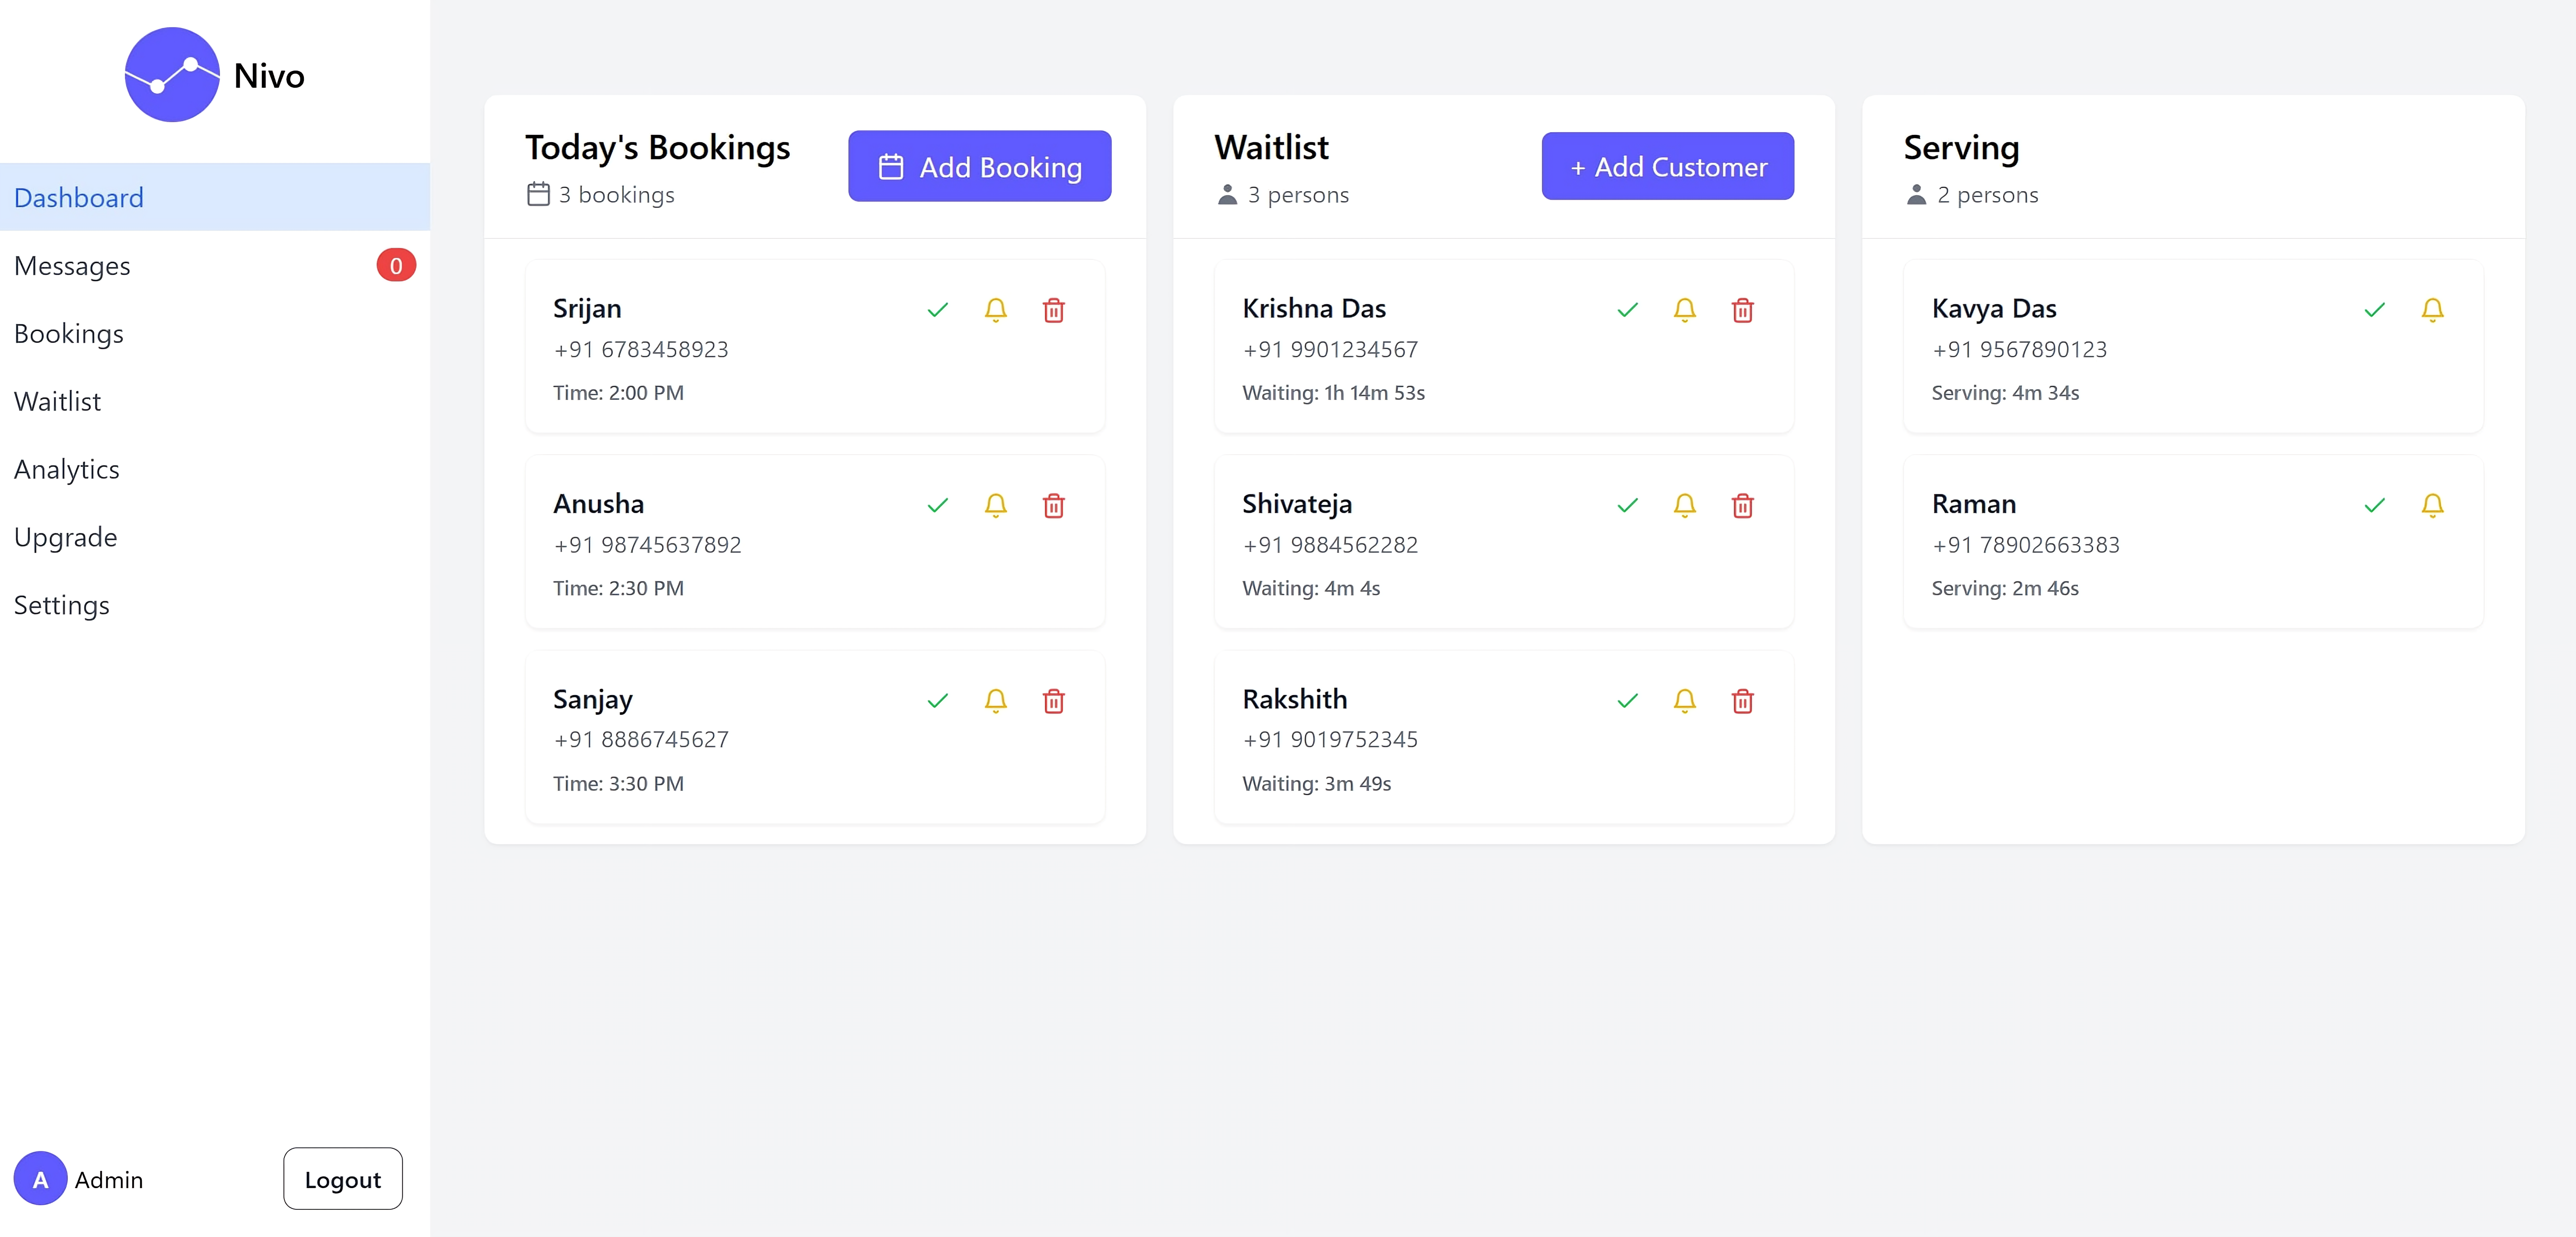 Nivo
Dashboard
Messages 0
Bookings
Waitlist
Analytics
Upgrade
Settings
A Admin Logout
Today's Bookings
3 bookings
Add Booking
Srijan
+91 6783458923
Time: 2:00 PM
Anusha
+91 98745637892
Time: 2:30 PM
Sanjay
+91 8886745627
Time: 3:30 PM
Waitlist
3 persons
+ Add Customer
Krishna Das
+91 9901234567
Waiting: 1h 14m 53s
Shivateja
+91 9884562282
Waiting: 4m 4s
Rakshith
+91 9019752345
Waiting: 3m 49s
Serving
2 persons
Kavya Das
+91 9567890123
Serving: 4m 34s
Raman
+91 78902663383
Serving: 2m 46s